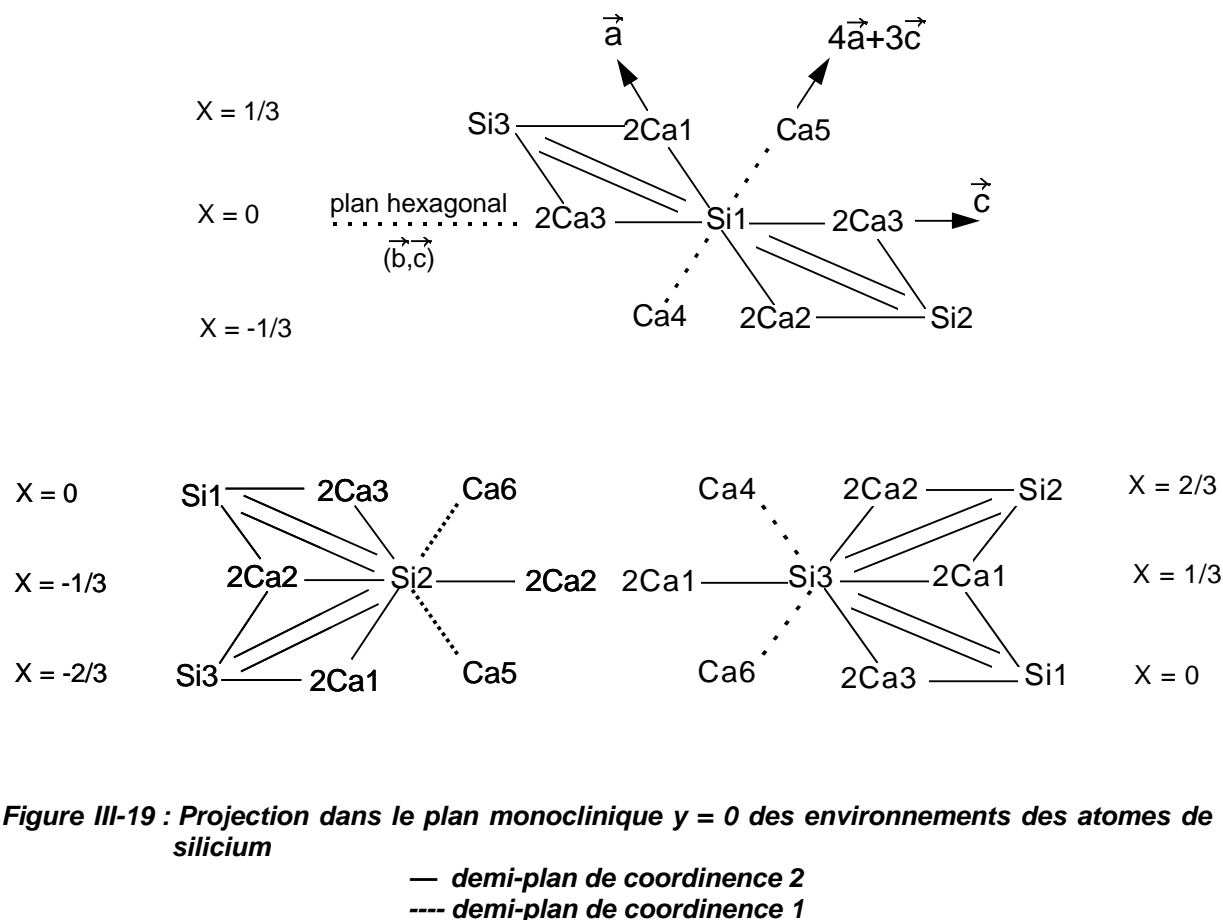 a⃗ 4a⃗+3c⃗
X = 1/3 Si3 2Ca1 Ca5
X = 0 plan hexagonal 2Ca3 Si1 2Ca3 c⃗
(b⃗,c⃗)
X = -1/3 Ca4 2Ca2 Si2
X = 0 Si1 2Ca3 Ca6 Ca4 2Ca2 Si2 X = 2/3
X = -1/3 2Ca2 Si2 2Ca2 2Ca1 Si3 2Ca1 X = 1/3
X = -2/3 Si3 2Ca1 Ca5 Ca6 2Ca3 Si1 X = 0
Figure III-19 : Projection dans le plan monoclinique y = 0 des environnements des atomes de
silicium
— demi-plan de coordinence 2
---- demi-plan de coordinence 1